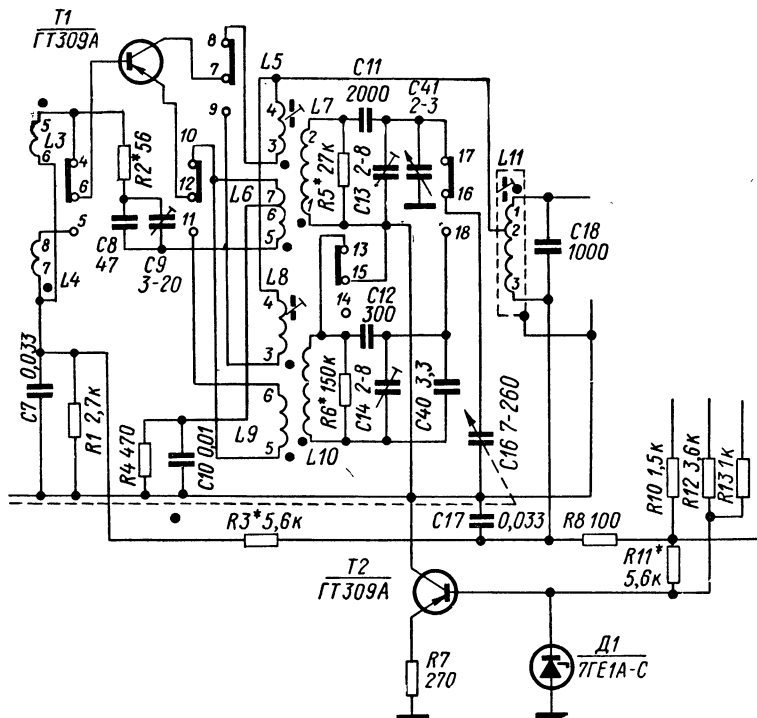 T1
ГТ309А
8
7
9
5
L3
6
4
6
5
8
7
L4
R2* 56
C8
47
C9
3-20
10
12
11
L5
4
3
L6
7
6
5
L8
4
3
L9
6
5
L7
2
1
C11
2000
R5* 27к
C13 2-8
C41
2-3
17
16
18
13
15
14
C12
300
R6* 150к
C14 2-8
C40 3,3
L10
C16 7-260
L11
1
2
3
C18
1000
C7 0,033
R1 2,7к
R4 470
C10 0,01
R3* 5,6к
C17
0,033
R8 100
R10 1,5к
R12 3,6к
R13 1к
R11*
5,6к
T2
ГТ309А
R7
270
Д1
7ГЕ1А-С